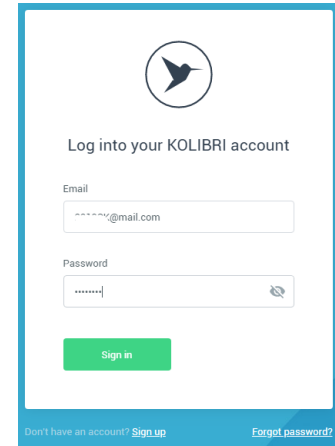 Log into your KOLIBRI account
Email
@mail.com
Password
Sign in
Don't have an account? Sign up
Forgot password?